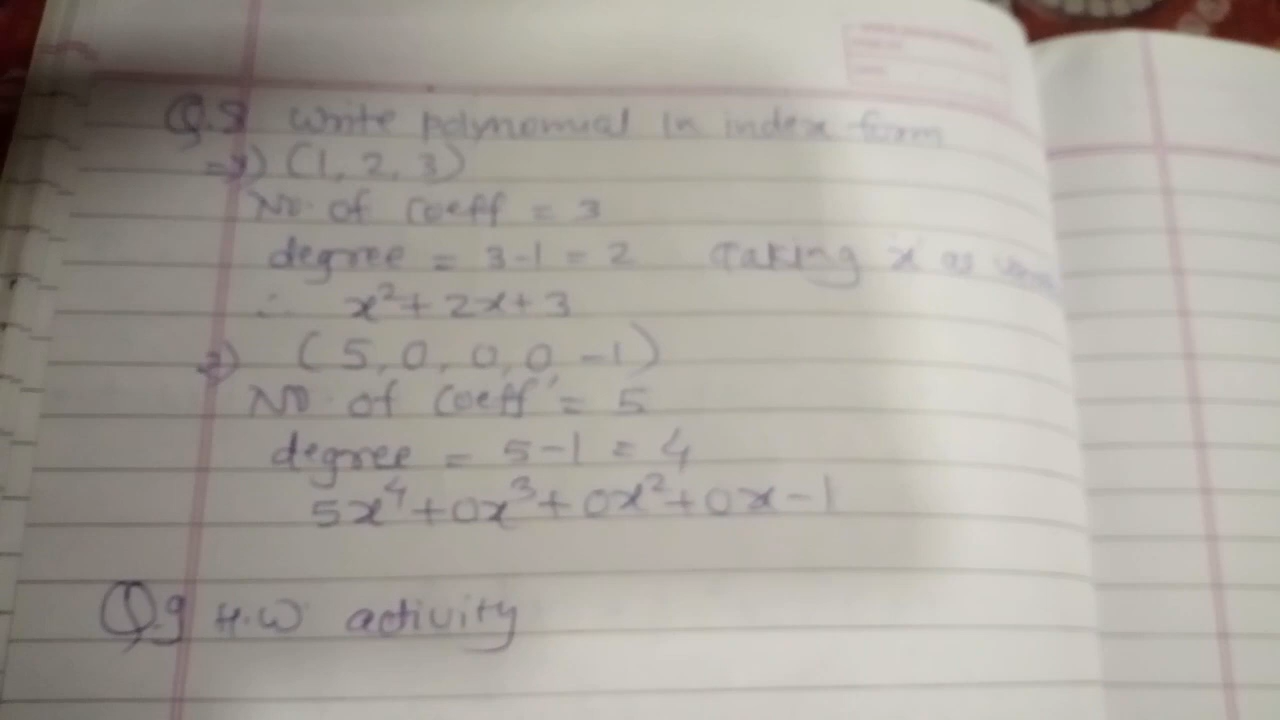 Q.8 Write polynomial in index form
⇒1) (1, 2, 3)
No. of coeff = 3
degree = 3-1 = 2 Taking x as
∴ x²+2x+3
2) (5, 0, 0, 0, -1)
No of coeff = 5
degree = 5-1 = 4
5x⁴+0x³+0x²+0x-1
Q.9 H.W activity